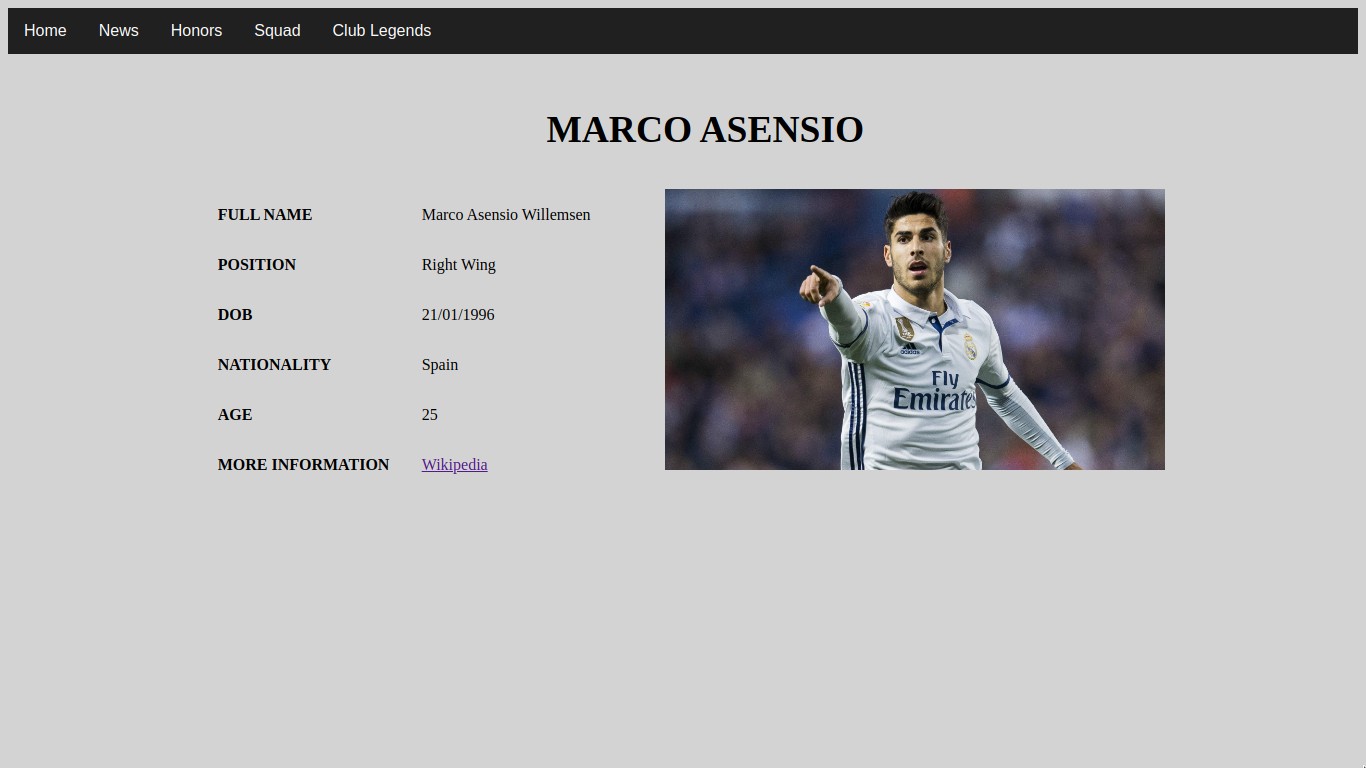 Home News Honors Squad Club Legends
MARCO ASENSIO
FULL NAME Marco Asensio Willemsen
POSITION Right Wing
DOB 21/01/1996
NATIONALITY Spain
AGE 25
MORE INFORMATION Wikipedia
adidas
Fly
Emirates